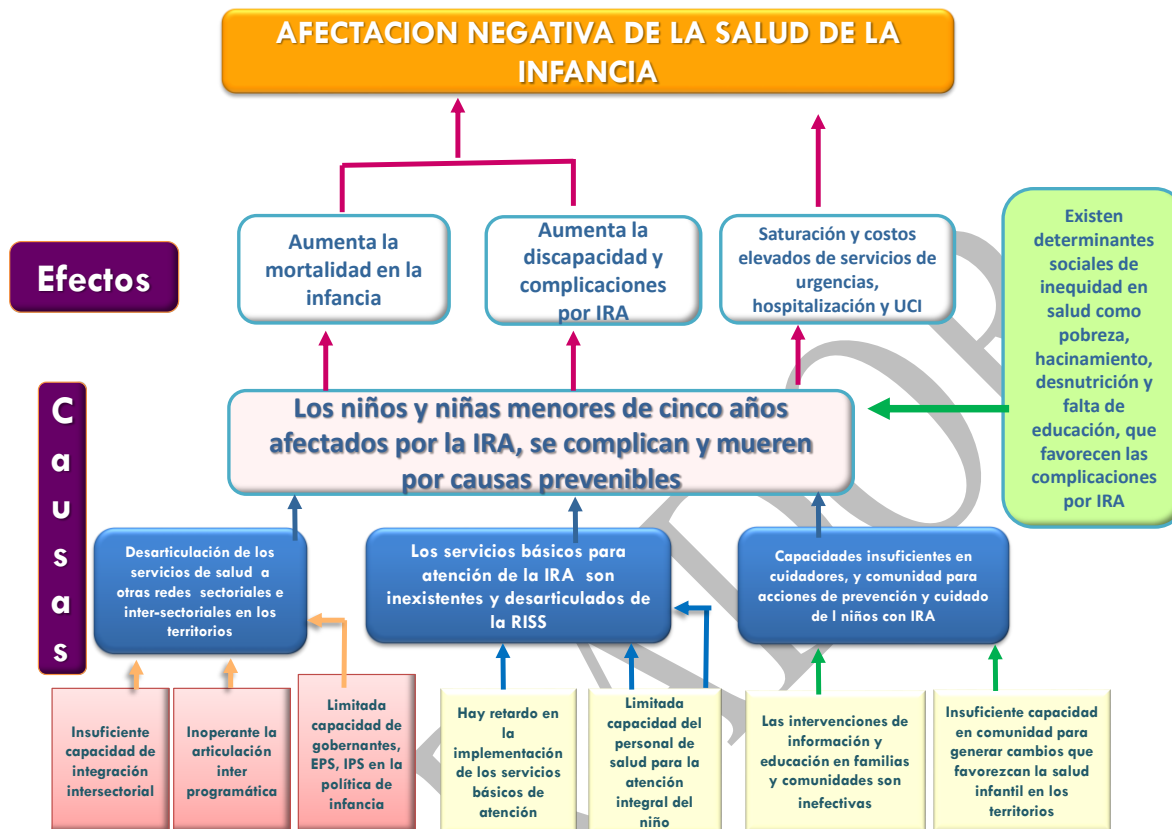 AFECTACION NEGATIVA DE LA SALUD DE LA
INFANCIA
Efectos
Aumenta la
mortalidad en la
infancia
Aumenta la
discapacidad y
complicaciones
por IRA
Saturación y costos
elevados de servicios de
urgencias,
hospitalización y UCI
Existen
determinantes
sociales de
inequidad en
salud como
pobreza,
hacinamiento,
desnutrición y
falta de
educación, que
favorecen las
complicaciones
por IRA
C
a
u
s
a
s
Los niños y niñas menores de cinco años
afectados por la IRA, se complican y mueren
por causas prevenibles
Desarticulación de los
servicios de salud a
otras redes sectoriales e
inter-sectoriales en los
territorios
Los servicios básicos para
atención de la IRA son
inexistentes y desarticulados de
la RISS
Capacidades insuficientes en
cuidadores, y comunidad para
acciones de prevención y cuidado
de l niños con IRA
Insuficiente
capacidad de
integración
intersectorial
Inoperante la
articulación
inter
programática
Limitada
capacidad de
gobernantes,
EPS, IPS en la
política de
infancia
Hay retardo en
la
implementación
de los servicios
básicos de
atención
Limitada
capacidad del
personal de
salud para la
atención
integral del
niño
Las intervenciones de
información y
educación en familias
y comunidades son
inefectivas
Insuficiente capacidad
en comunidad para
generar cambios que
favorezcan la salud
infantil en los
territorios